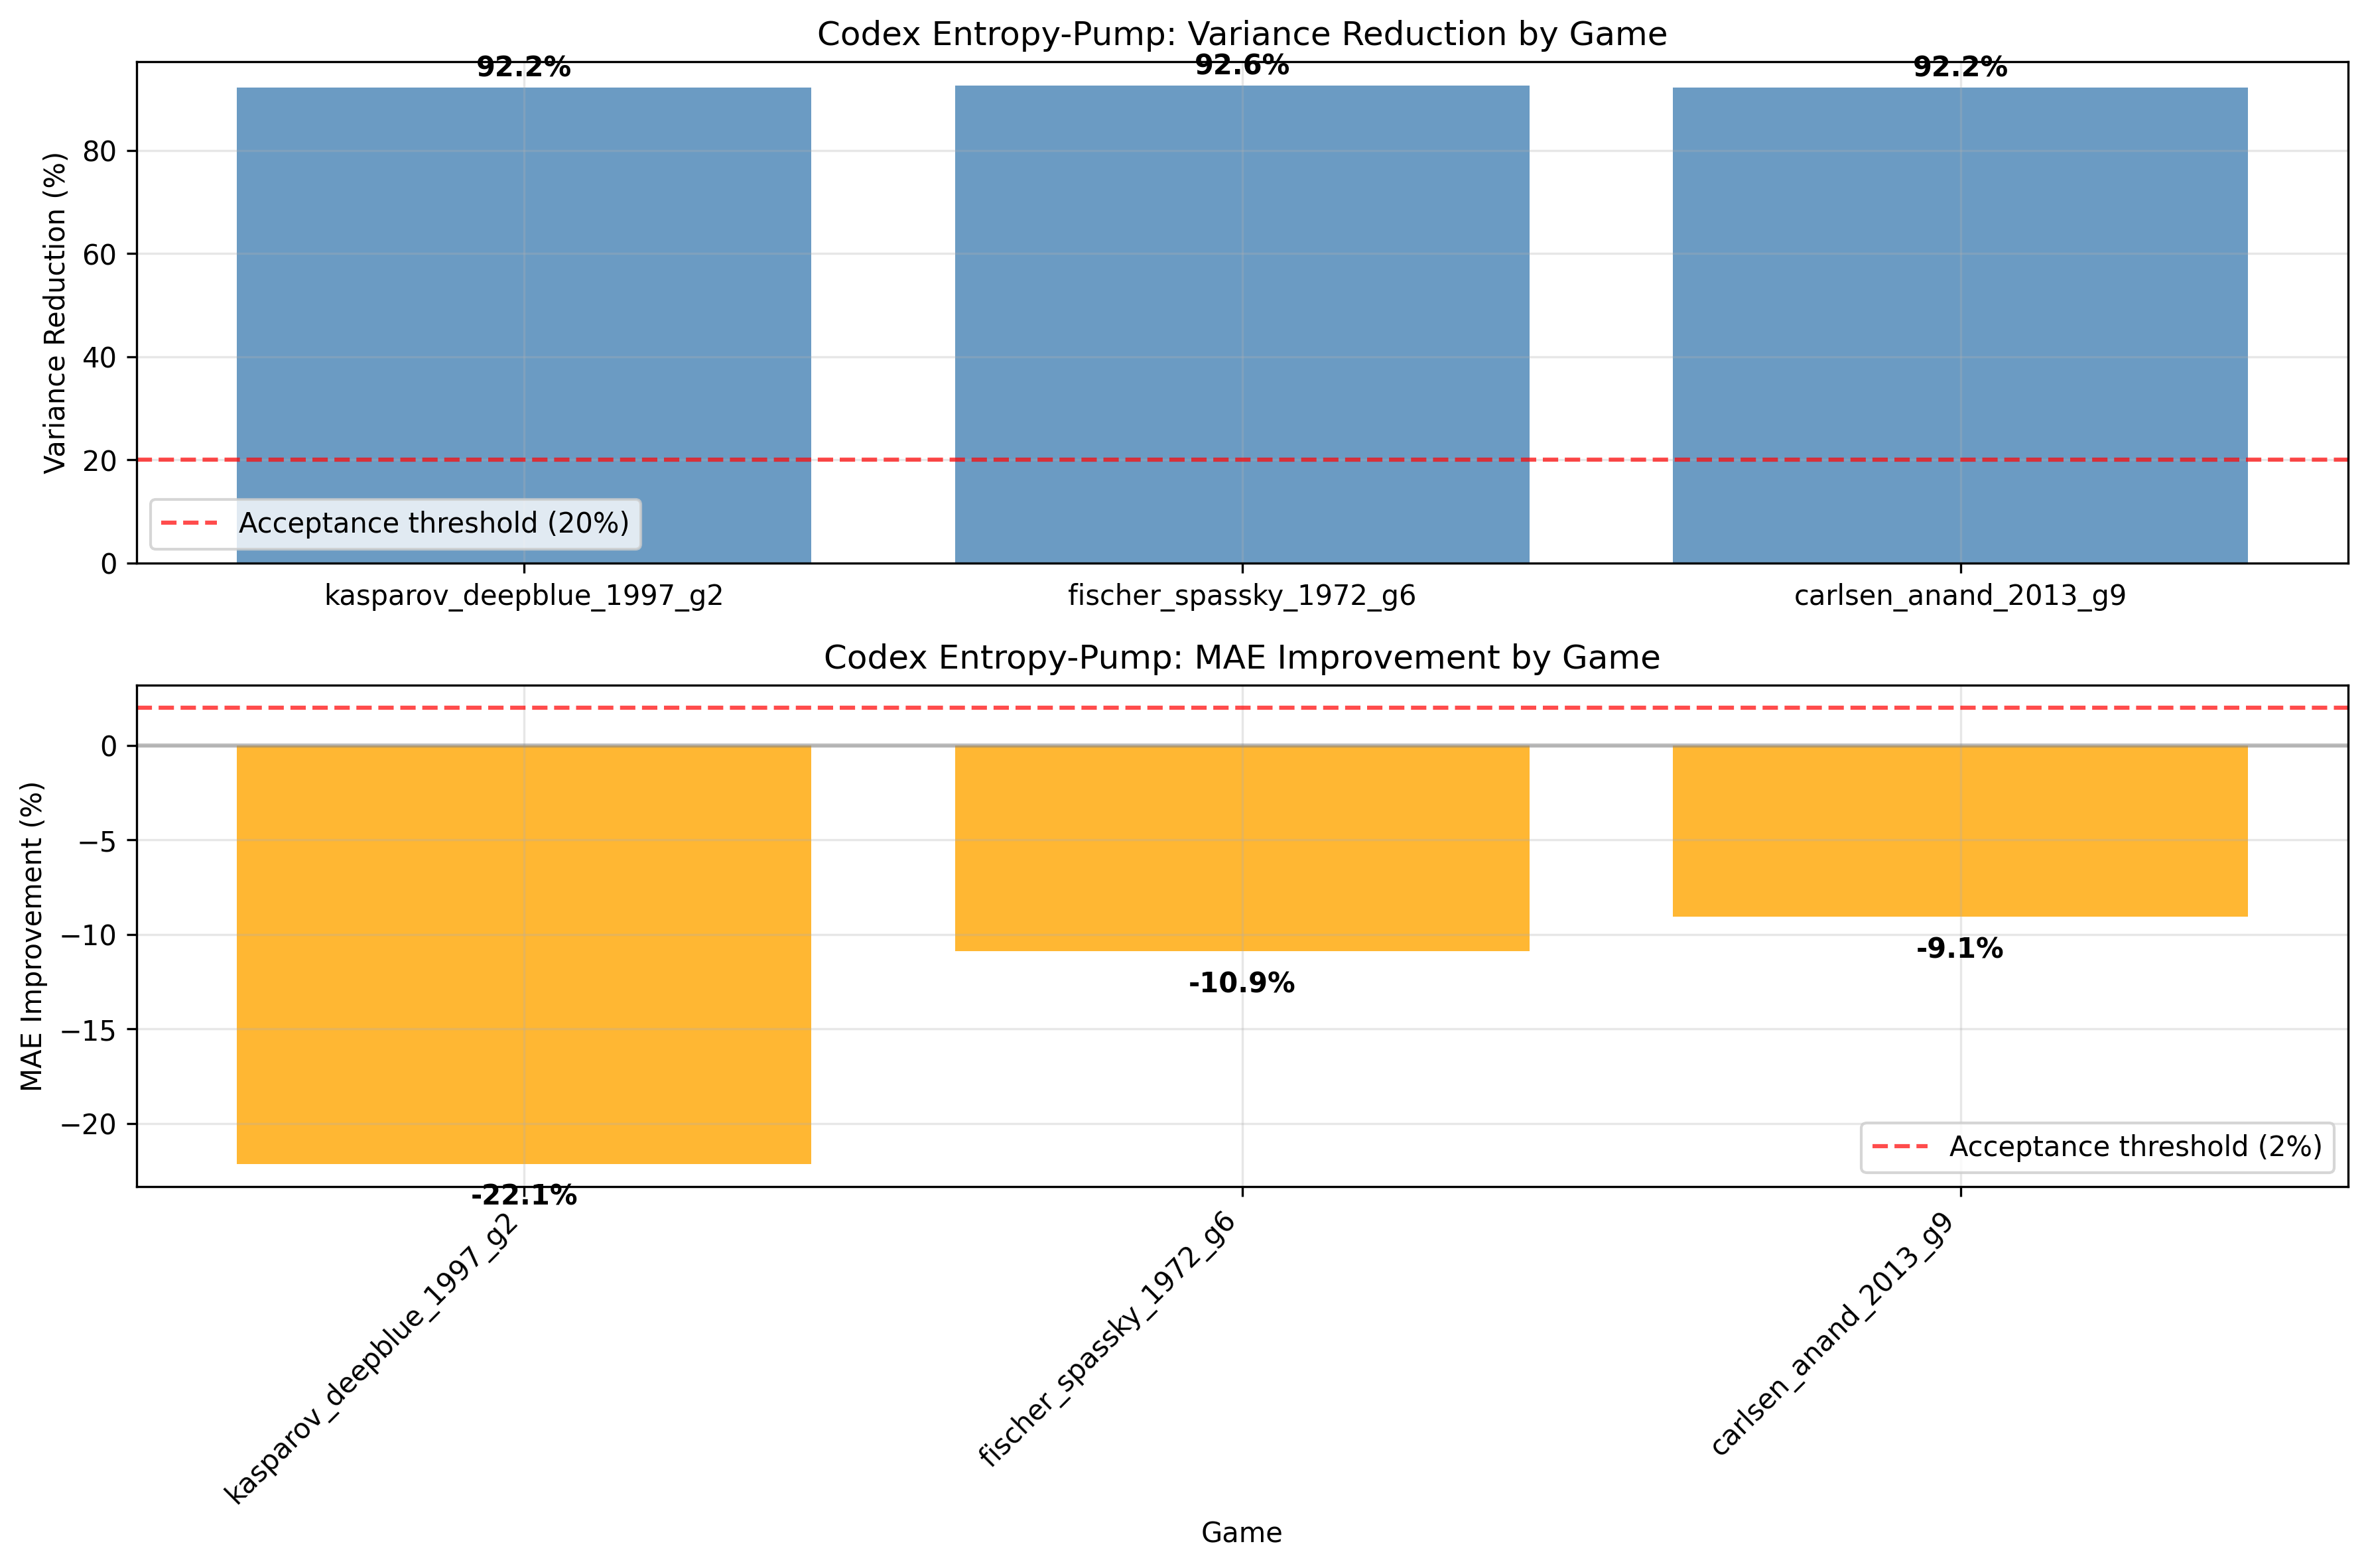 Codex Entropy-Pump: Variance Reduction by Game
92.2%
92.6%
92.2%
Variance Reduction (%)
80
60
40
20
0
Acceptance threshold (20%)
kasparov_deepblue_1997_g2
fischer_spassky_1972_g6
carlsen_anand_2013_g9
Codex Entropy-Pump: MAE Improvement by Game
MAE Improvement (%)
0
−5
−10
−15
−20
-22.1%
-10.9%
-9.1%
Acceptance threshold (2%)
kasparov_deepblue_1997_g2
fischer_spassky_1972_g6
carlsen_anand_2013_g9
Game